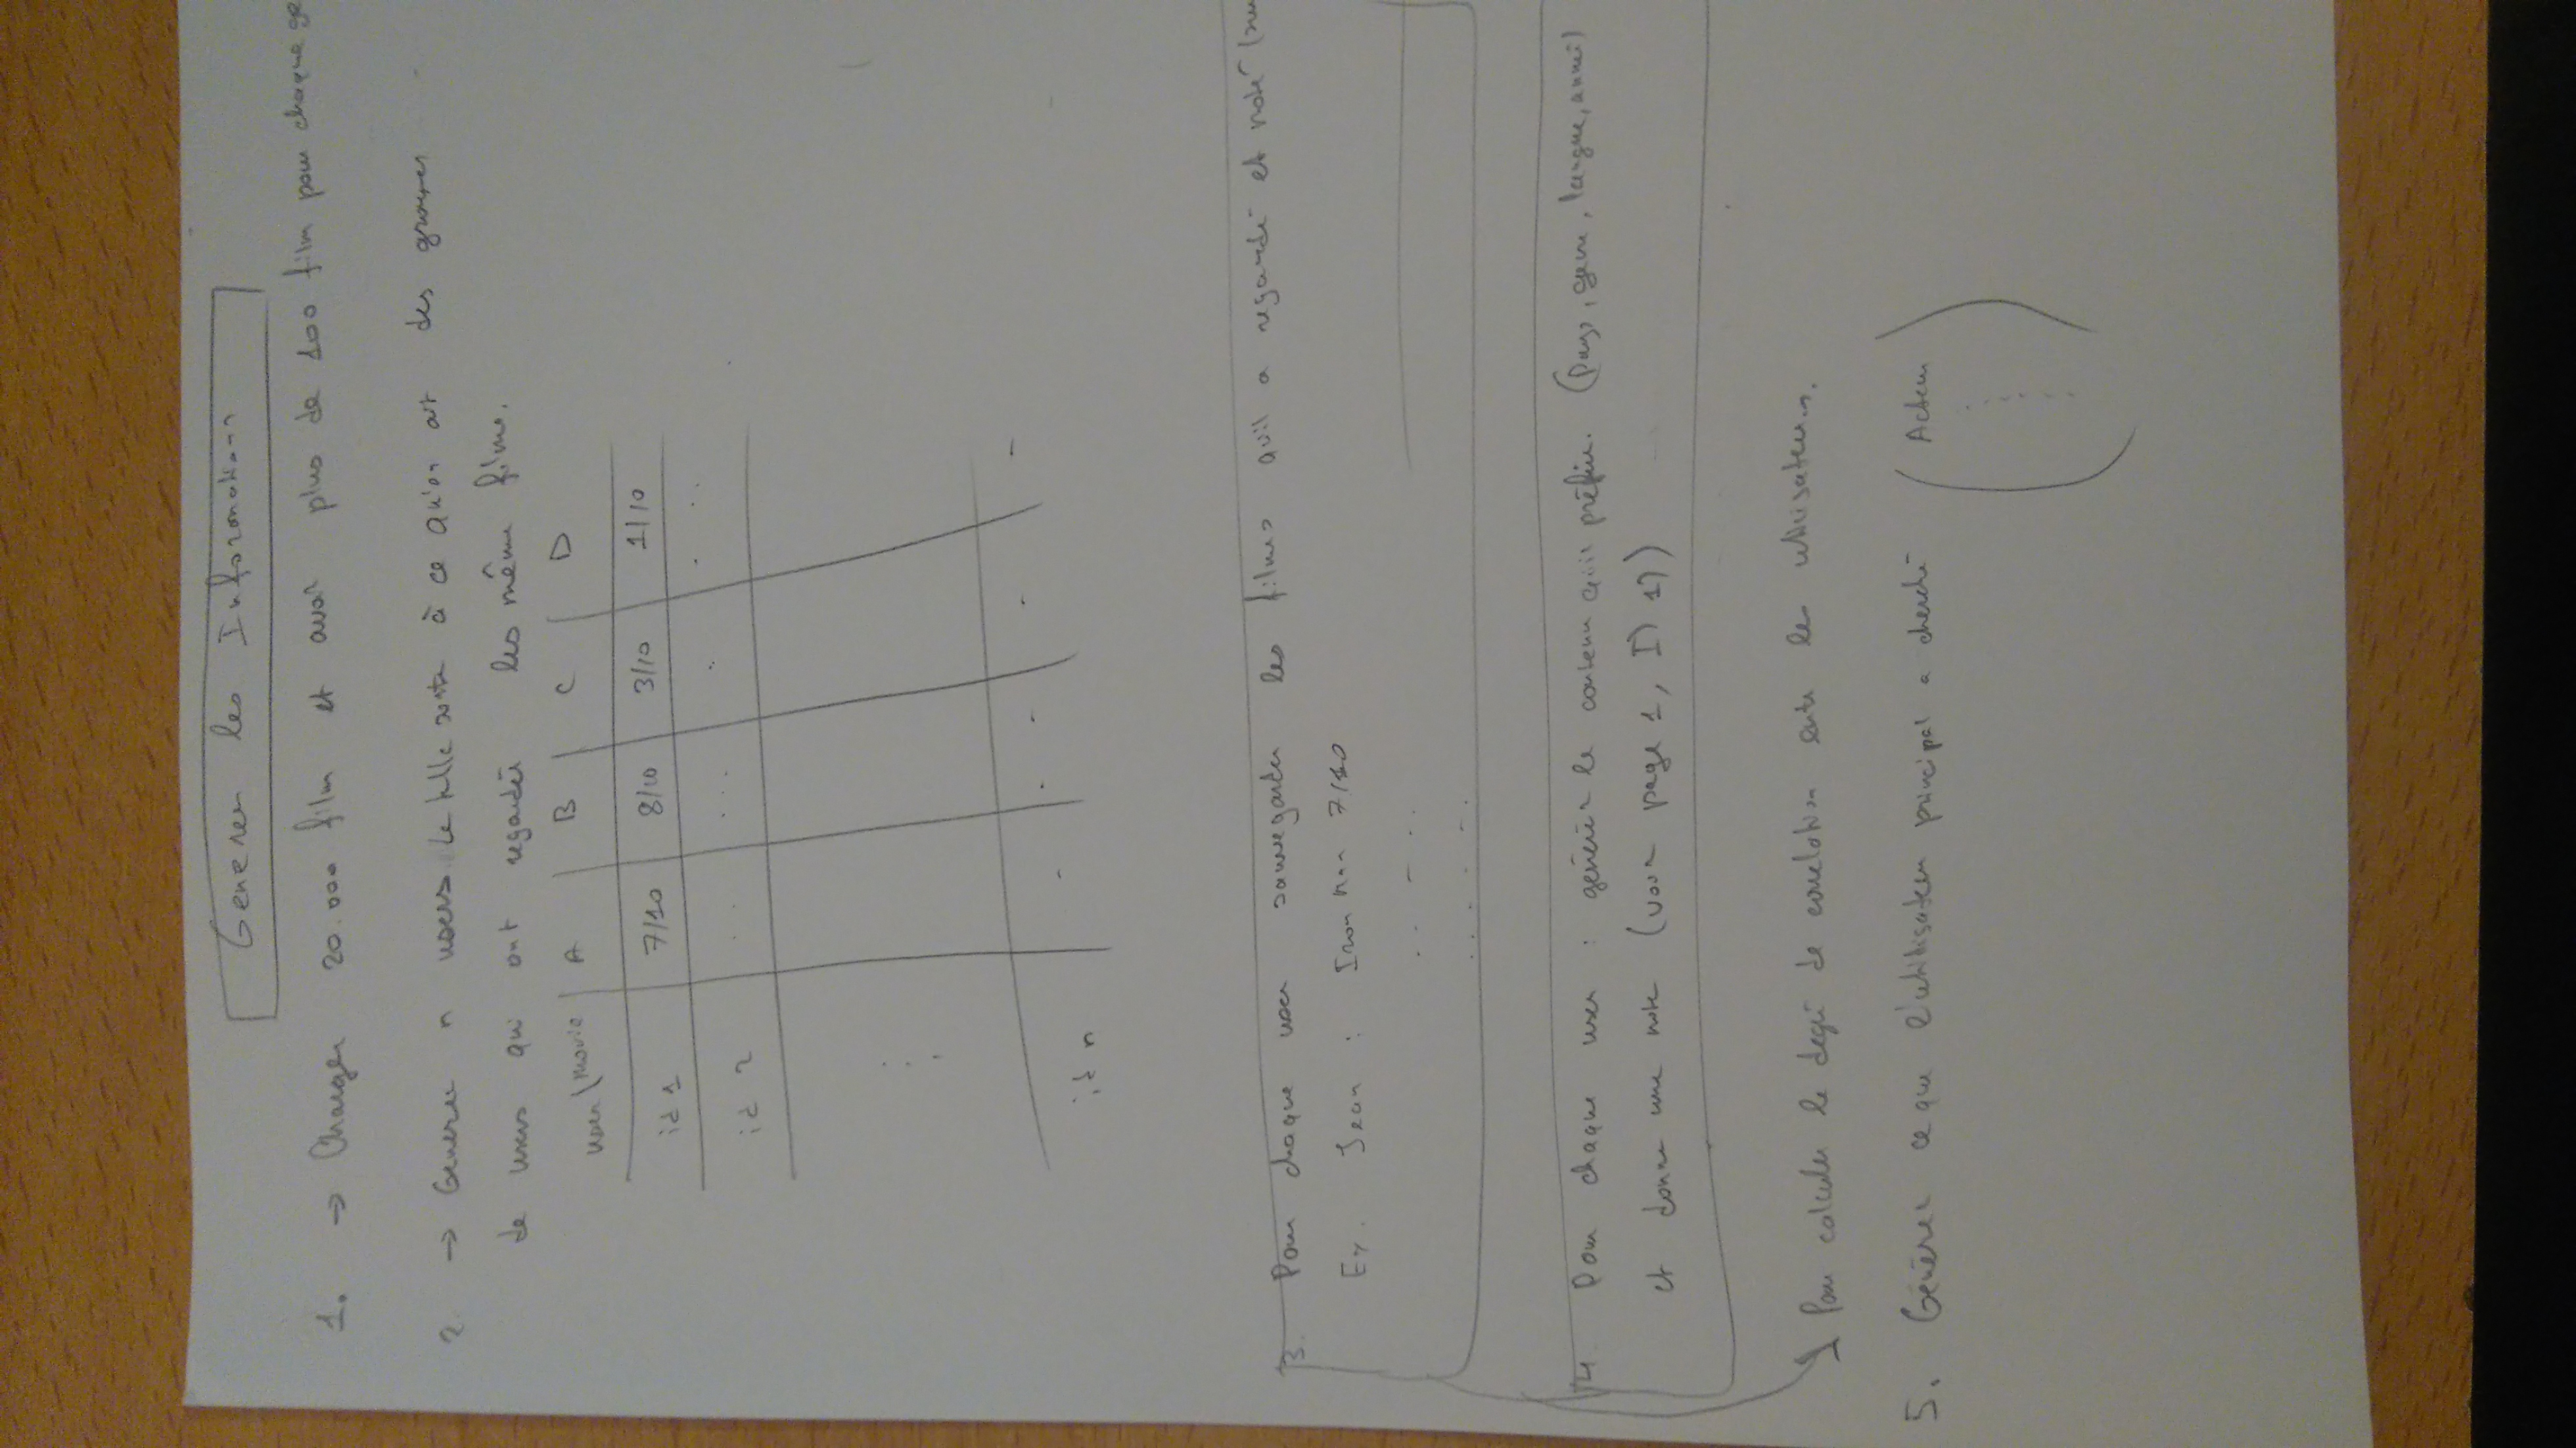 Generer les Informations
1. → Charger 20.000 film et avoir plus de 100 film pour chaque ge
2. → Generer n users de telle sorte à ce qu'on ait des groupes
de users qui ont regardé les même films.
user \ Movie A B C D
id 1 7/10 8/10 3/10 1/10
id 2 .. ... .. ...
id n
3. Pour chaque user sauvegarder les films qu'il a regardé et noté
Ex. Jean : Iron Man 7/10
4. Pour chaque user : générer le contenu qu'il préfère. (Pays, genre, langue, année)
et donne une note (voir page 1, I) 1))
Pour calculer le degré de corrélation entre les utilisateurs.
5. Générer ce que l'utilisateur principal a cherché (Acteur